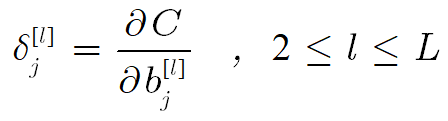 δ_j^{[l]} = ∂C / ∂b_j^{[l]} , 2 ≤ l ≤ L